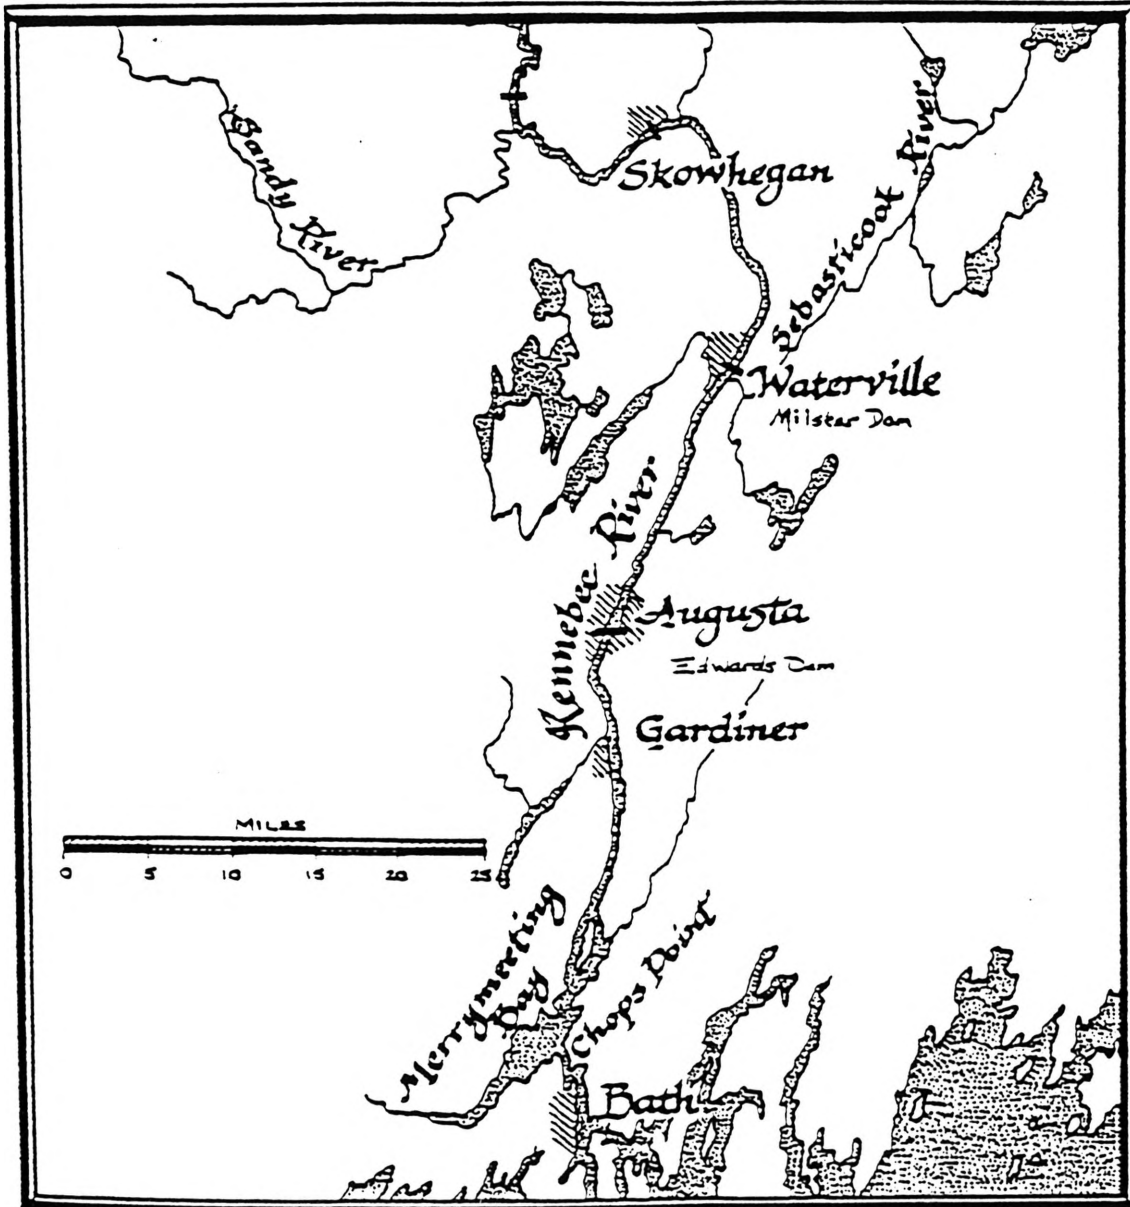 Sandy River
Skowhegan
Sebasticook River
Waterville
Milstar Dam
Kennebec River
Augusta
Edwards Dam
Gardiner
MILES
0 5 10 15 20 25
Merrymeeting
Bay
Chops Point
Bath